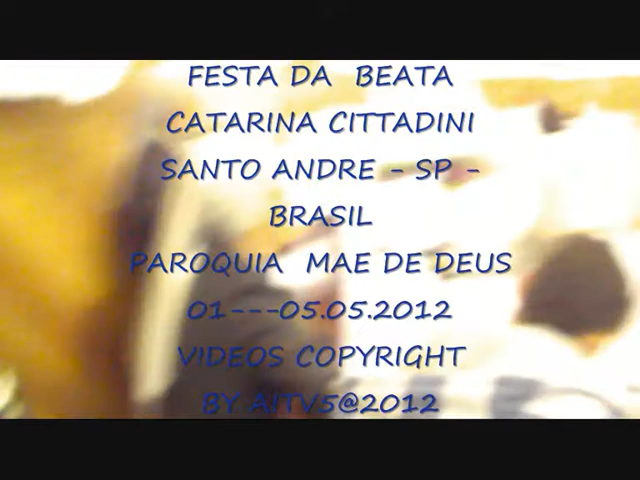 FESTA DA BEATA
CATARINA CITTADINI
SANTO ANDRE - SP -
BRASIL
PAROQUIA MAE DE DEUS
01---05.05.2012
VIDEOS COPYRIGHT
BY AITV5@2012